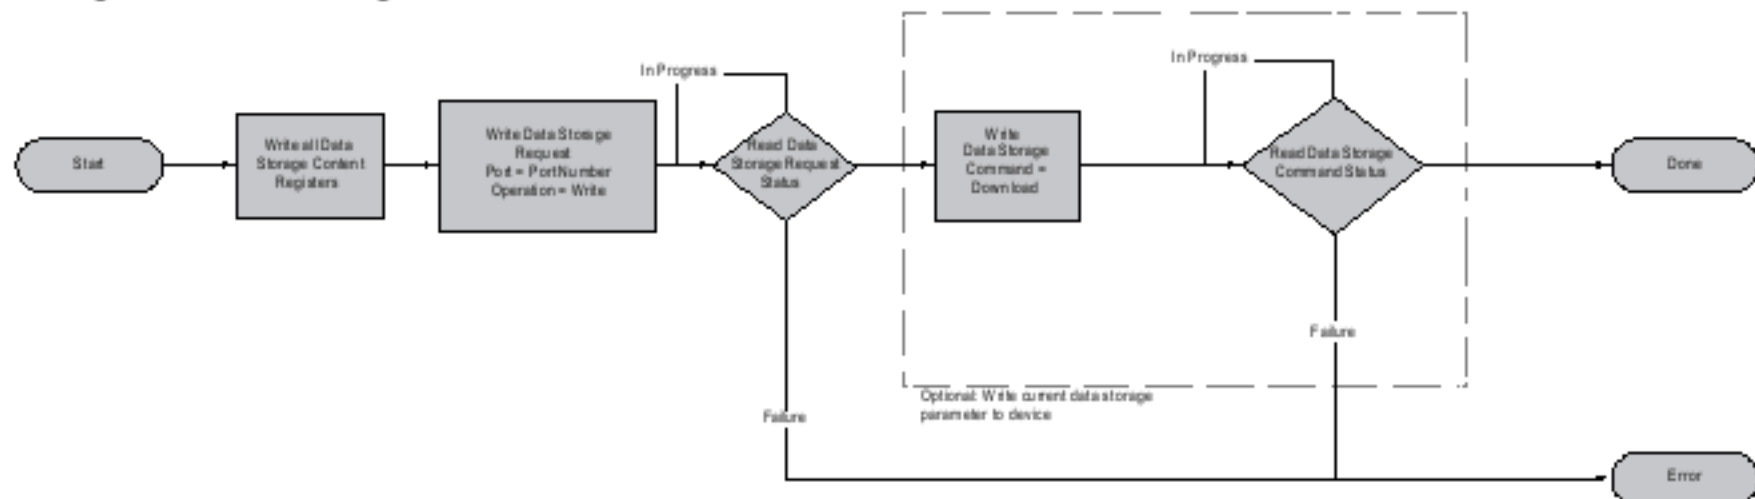 Start
Write all Data
Storage Content
Registers
Write Data Storage
Request
Port = PortNumber
Operation = Write
In Progress
Read Data
Storage Request
Status
Failure
Write
Data Storage
Command =
Download
In Progress
Read Data Storage
Command Status
Failure
Optional: Write current data storage
parameter to device
Done
Error